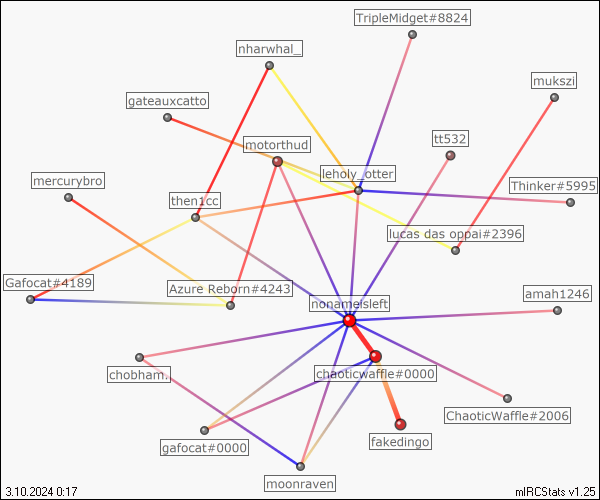 TripleMidget#8824
nharwhal_
mukszi
gateauxcatto
tt532
motorthud
leholy_otter
mercurybro
Thinker#5995
then1cc
lucas das oppai#2396
Gafocat#4189
Azure Reborn#4243
amah1246
nonameisleft
chobham.
chaoticwaffle#0000
ChaoticWaffle#2006
gafocat#0000
fakedingo
moonraven
3.10.2024 0:17
mIRCStats v1.25